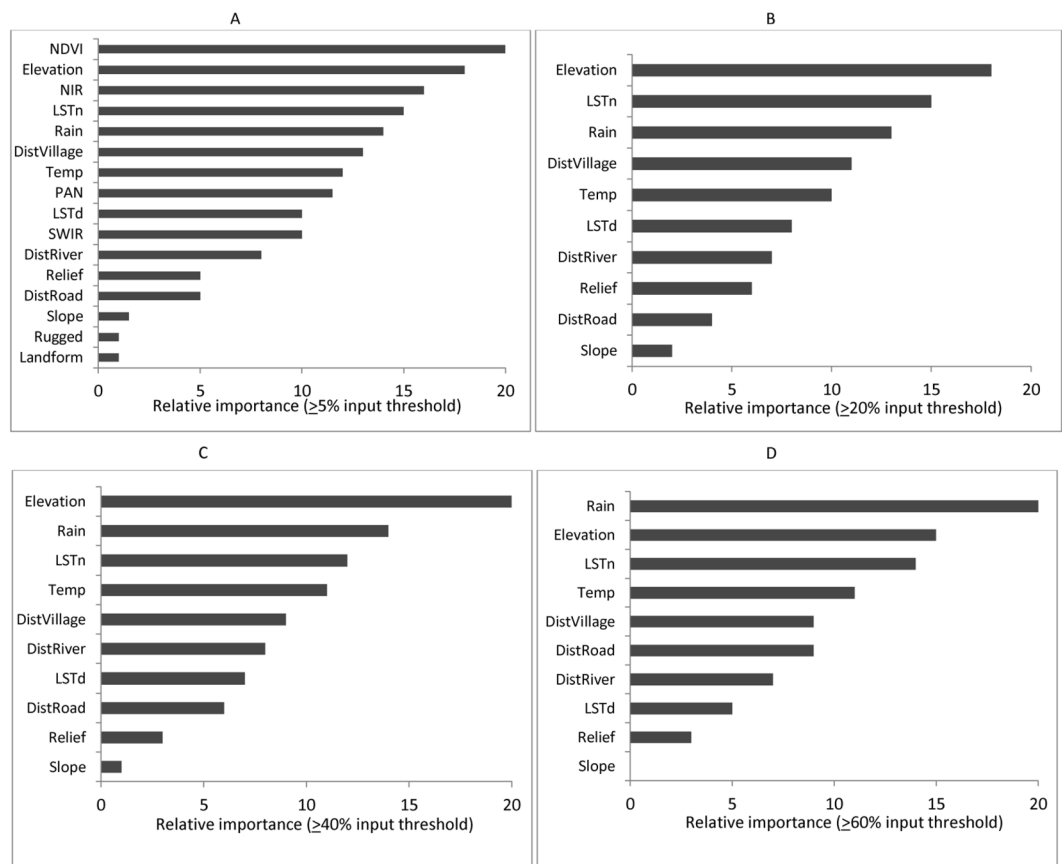 A
NDVI
Elevation
NIR
LSTn
Rain
DistVillage
Temp
PAN
LSTd
SWIR
DistRiver
Relief
DistRoad
Slope
Rugged
Landform
0 5 10 15 20
Relative importance (≥5% input threshold)
B
Elevation
LSTn
Rain
DistVillage
Temp
LSTd
DistRiver
Relief
DistRoad
Slope
0 5 10 15 20
Relative importance (≥20% input threshold)
C
Elevation
Rain
LSTn
Temp
DistVillage
DistRiver
LSTd
DistRoad
Relief
Slope
0 5 10 15 20
Relative importance (≥40% input threshold)
D
Rain
Elevation
LSTn
Temp
DistVillage
DistRoad
DistRiver
LSTd
Relief
Slope
0 5 10 15 20
Relative importance (≥60% input threshold)